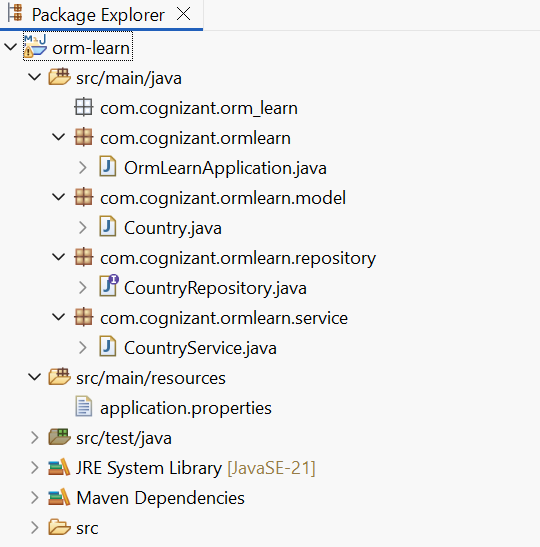 Package Explorer
orm-learn
src/main/java
com.cognizant.orm_learn
com.cognizant.ormlearn
OrmLearnApplication.java
com.cognizant.ormlearn.model
Country.java
com.cognizant.ormlearn.repository
CountryRepository.java
com.cognizant.ormlearn.service
CountryService.java
src/main/resources
application.properties
src/test/java
JRE System Library [JavaSE-21]
Maven Dependencies
src